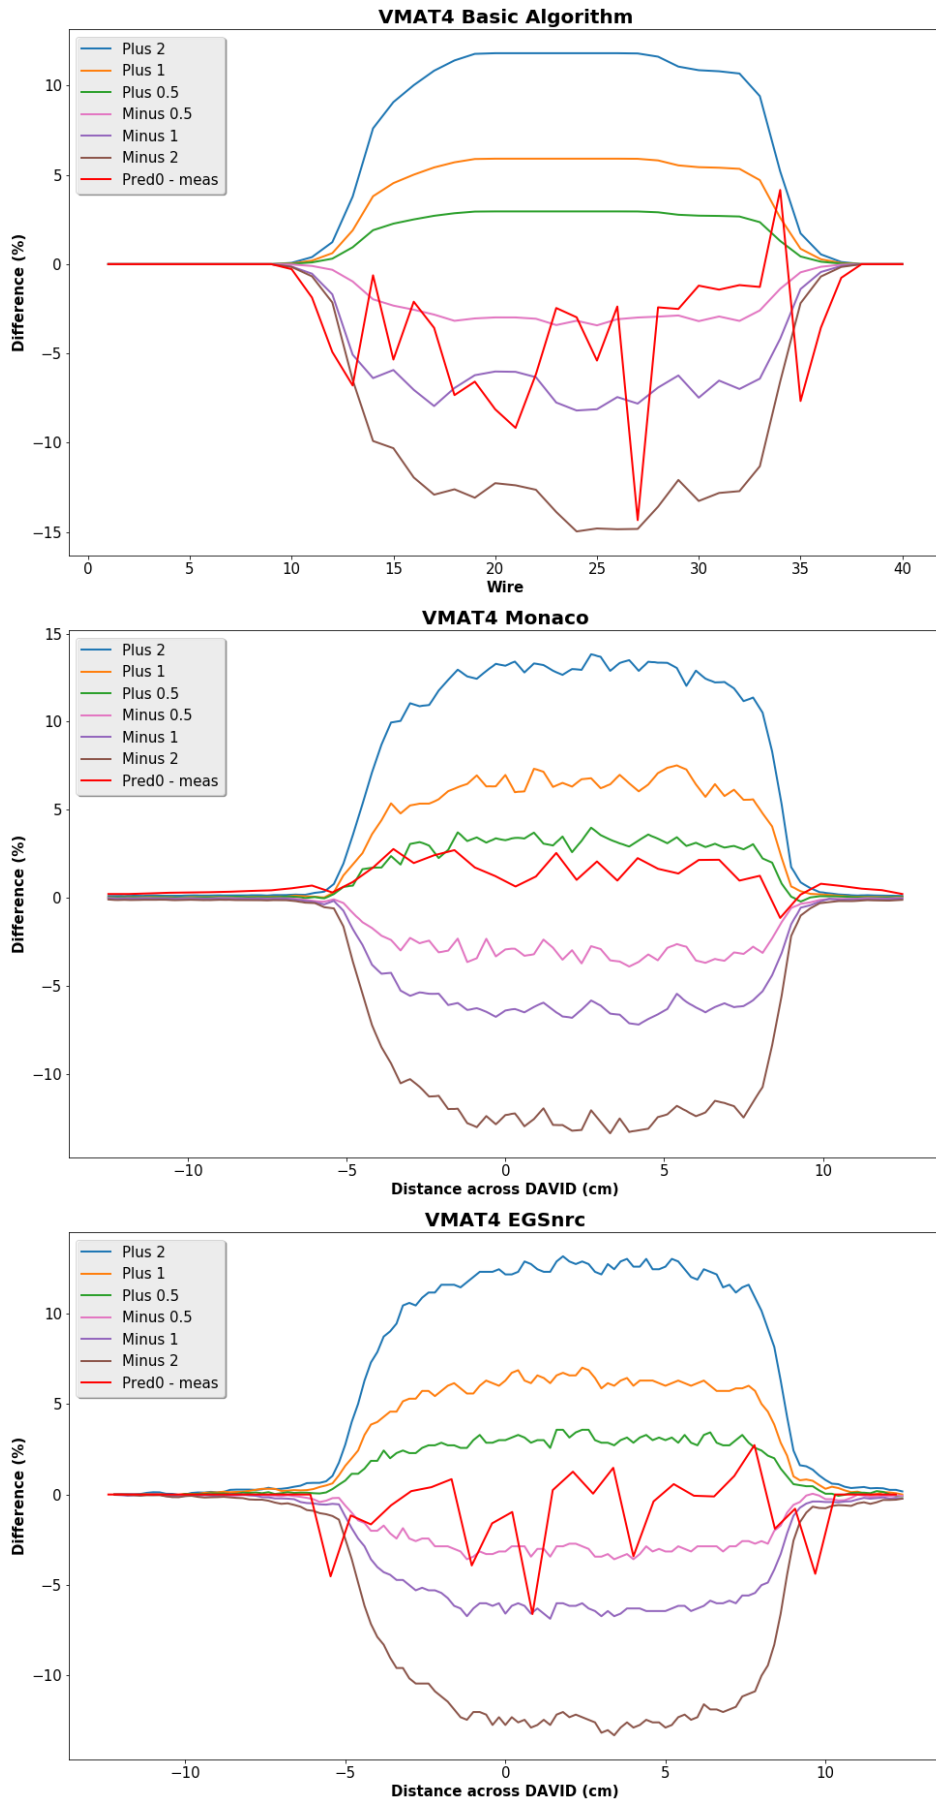 VMAT4 Basic Algorithm
Plus 2
Plus 1
Plus 0.5
Minus 0.5
Minus 1
Minus 2
Pred0 - meas
10
5
0
−5
−10
−15
Difference (%)
0 5 10 15 20 25 30 35 40
Wire
VMAT4 Monaco
Plus 2
Plus 1
Plus 0.5
Minus 0.5
Minus 1
Minus 2
Pred0 - meas
15
10
5
0
−5
−10
Difference (%)
−10 −5 0 5 10
Distance across DAVID (cm)
VMAT4 EGSnrc
Plus 2
Plus 1
Plus 0.5
Minus 0.5
Minus 1
Minus 2
Pred0 - meas
10
5
0
−5
−10
Difference (%)
−10 −5 0 5 10
Distance across DAVID (cm)